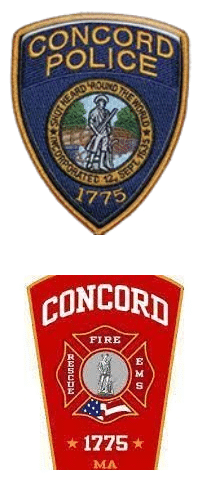 CONCORD
POLICE
"SHOT HEARD 'ROUND THE WORLD"
INCORPORATED 12, SEPT. 1635
1775
CONCORD
FIRE
RESCUE
EMS
1775
MA